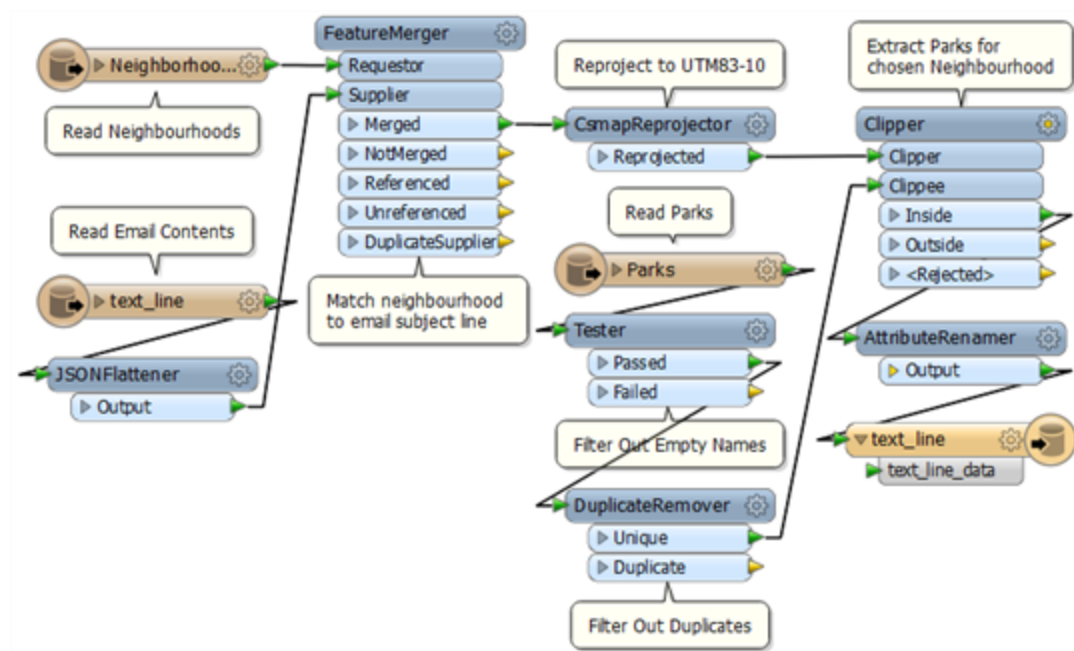 Neighborhoo...
Read Neighbourhoods
Read Email Contents
text_line
JSONFlattener
Output
FeatureMerger
Requestor
Supplier
Merged
NotMerged
Referenced
Unreferenced
DuplicateSupplier
Match neighbourhood
to email subject line
Reproject to UTM83-10
CsmapReprojector
Reprojected
Read Parks
Parks
Tester
Passed
Failed
Filter Out Empty Names
DuplicateRemover
Unique
Duplicate
Filter Out Duplicates
Extract Parks for
chosen Neighbourhood
Clipper
Clipper
Clippee
Inside
Outside
<Rejected>
AttributeRenamer
Output
text_line
text_line_data